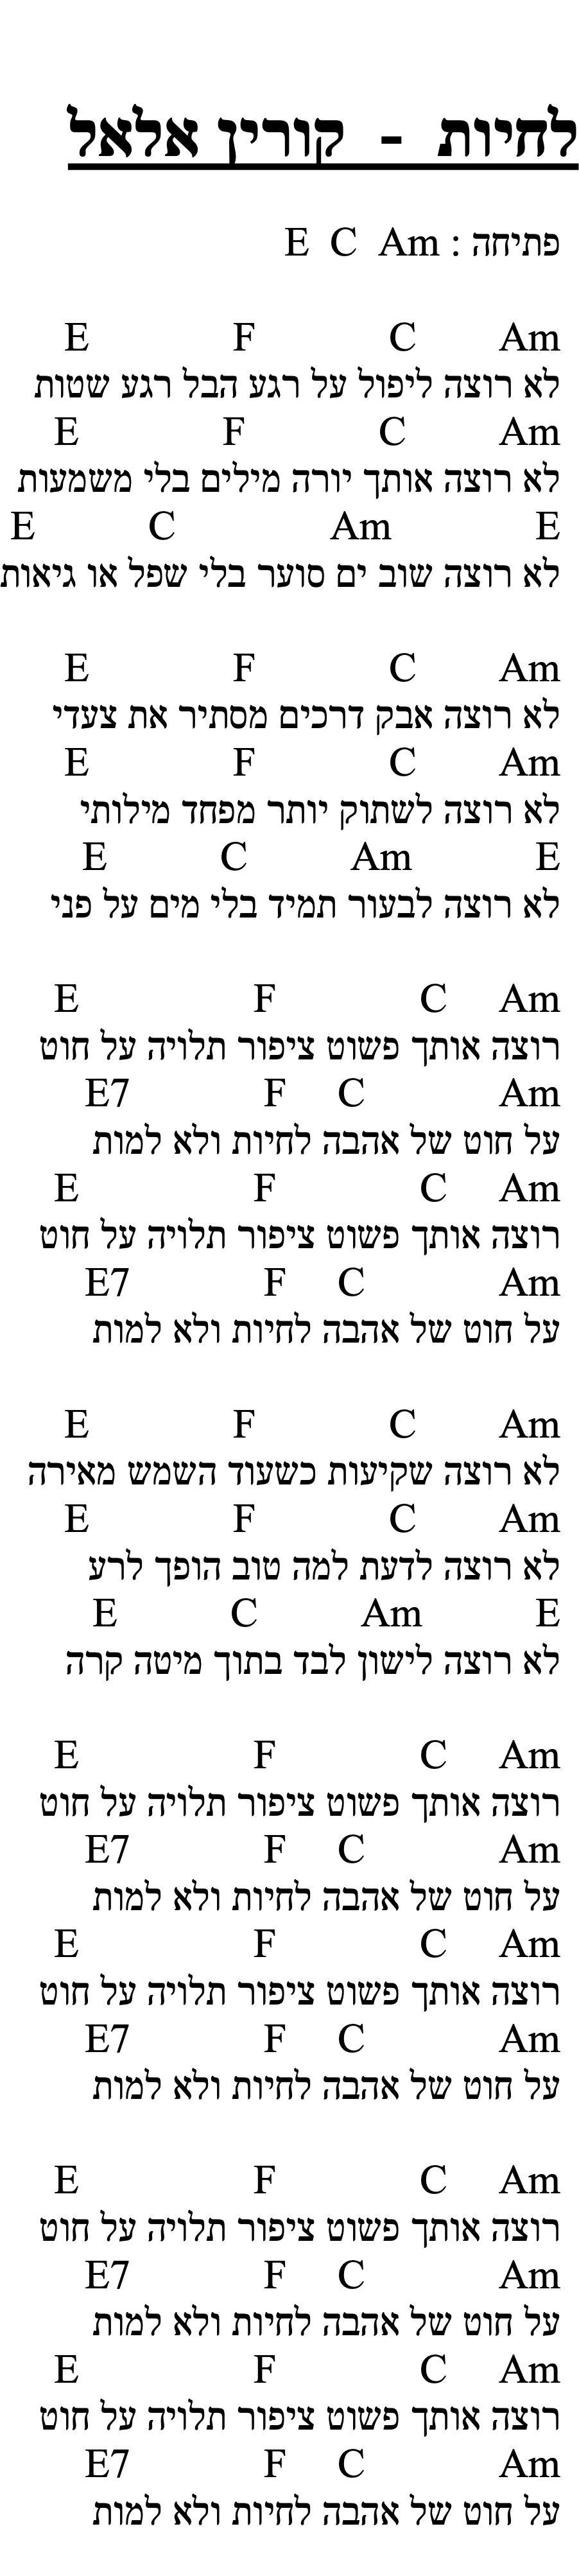 לחיות - קורין אלאל
פתיחה : Am C E
Am C F E
לא רוצה ליפול על רגע הבל רגע שטות
Am C F E
לא רוצה אותך יורה מילים בלי משמעות
E Am C E
לא רוצה שוב ים סוער בלי שפל או גיאות
Am C F E
לא רוצה אבק דרכים מסתיר את צעדי
Am C F E
לא רוצה לשתוק יותר מפחד מילותי
E Am C E
לא רוצה לבעור תמיד בלי מים על פני
Am C F E
רוצה אותך פשוט ציפור תלויה על חוט
Am C F E7
על חוט של אהבה לחיות ולא למות
Am C F E
רוצה אותך פשוט ציפור תלויה על חוט
Am C F E7
על חוט של אהבה לחיות ולא למות
Am C F E
לא רוצה שקיעות כשעוד השמש מאירה
Am C F E
לא רוצה לדעת למה טוב הופך לרע
E Am C E
לא רוצה לישון לבד בתוך מיטה קרה
Am C F E
רוצה אותך פשוט ציפור תלויה על חוט
Am C F E7
על חוט של אהבה לחיות ולא למות
Am C F E
רוצה אותך פשוט ציפור תלויה על חוט
Am C F E7
על חוט של אהבה לחיות ולא למות
Am C F E
רוצה אותך פשוט ציפור תלויה על חוט
Am C F E7
על חוט של אהבה לחיות ולא למות
Am C F E
רוצה אותך פשוט ציפור תלויה על חוט
Am C F E7
על חוט של אהבה לחיות ולא למות